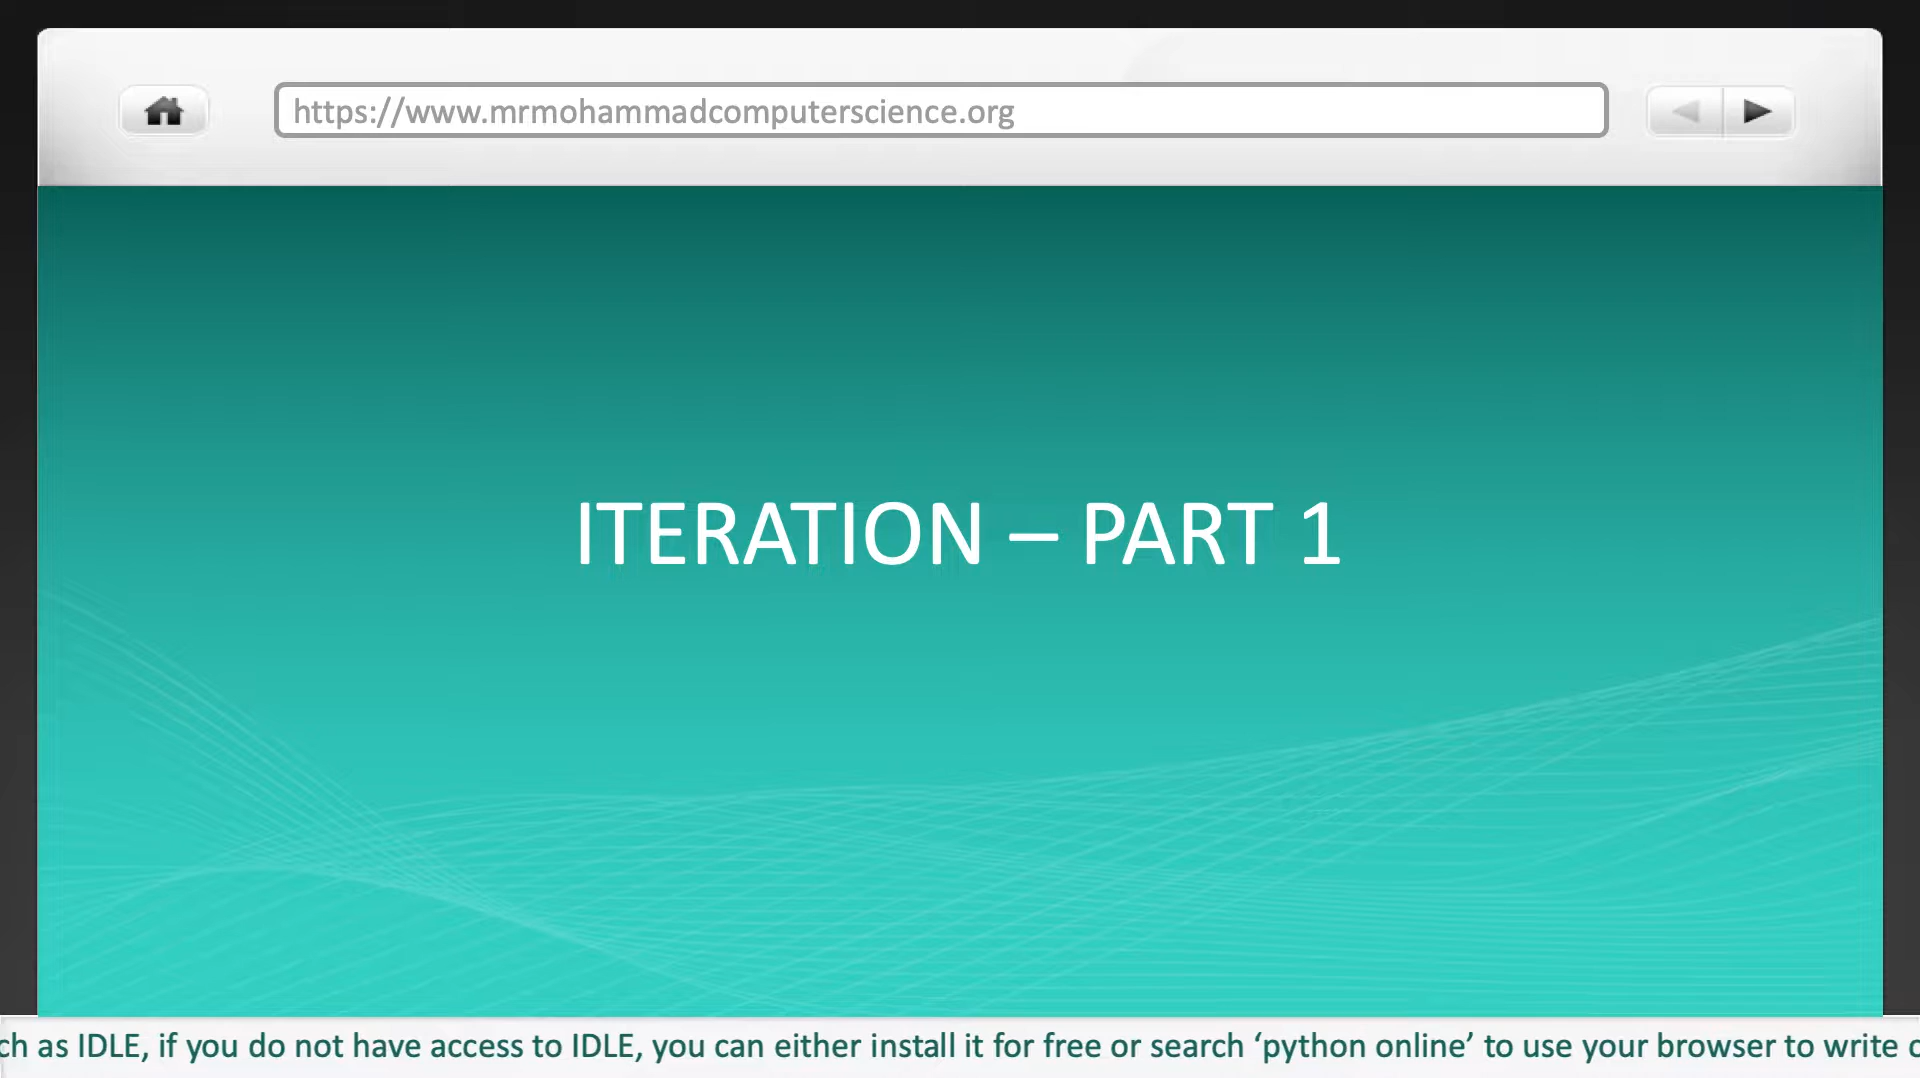 https://www.mrmohammadcomputerscience.org
ITERATION – PART 1
as IDLE, if you do not have access to IDLE, you can either install it for free or search ‘python online’ to use your browser to write